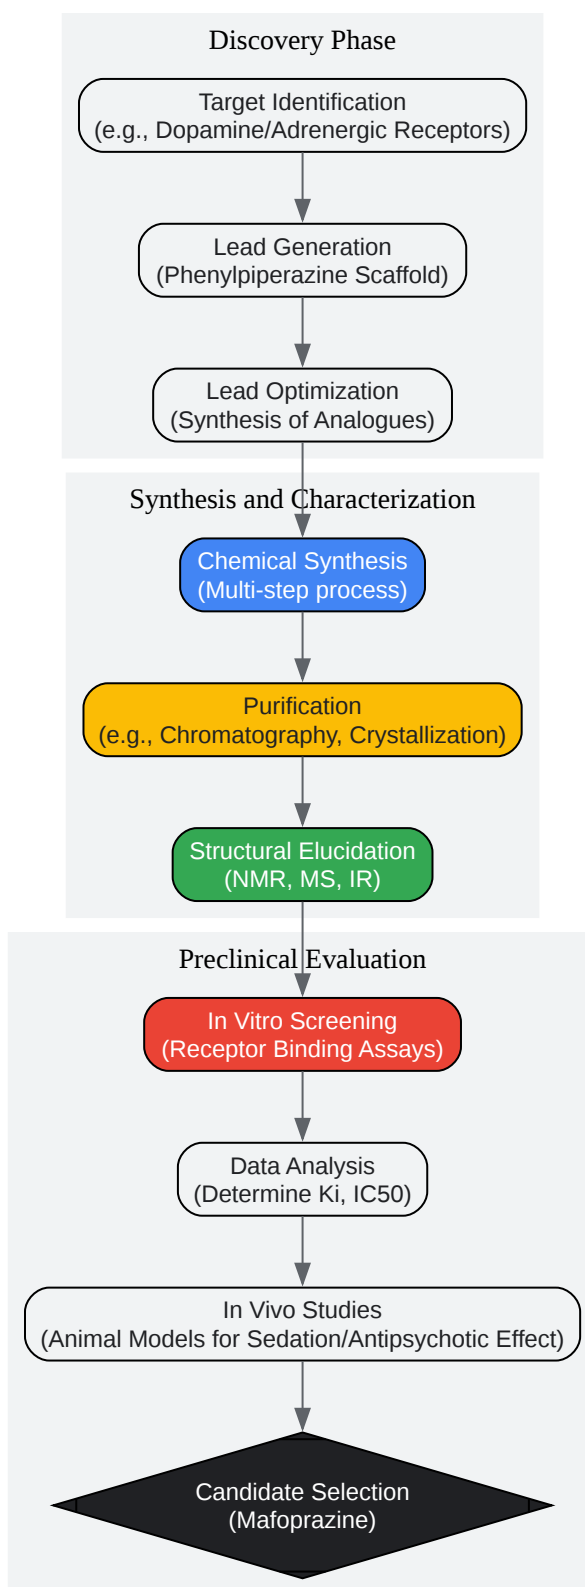 Discovery Phase
Target Identification
(e.g., Dopamine/Adrenergic Receptors)
Lead Generation
(Phenylpiperazine Scaffold)
Lead Optimization
(Synthesis of Analogues)
Synthesis and Characterization
Chemical Synthesis
(Multi-step process)
Purification
(e.g., Chromatography, Crystallization)
Structural Elucidation
(NMR, MS, IR)
Preclinical Evaluation
In Vitro Screening
(Receptor Binding Assays)
Data Analysis
(Determine Ki, IC50)
In Vivo Studies
(Animal Models for Sedation/Antipsychotic Effect)
Candidate Selection
(Mafoprazine)